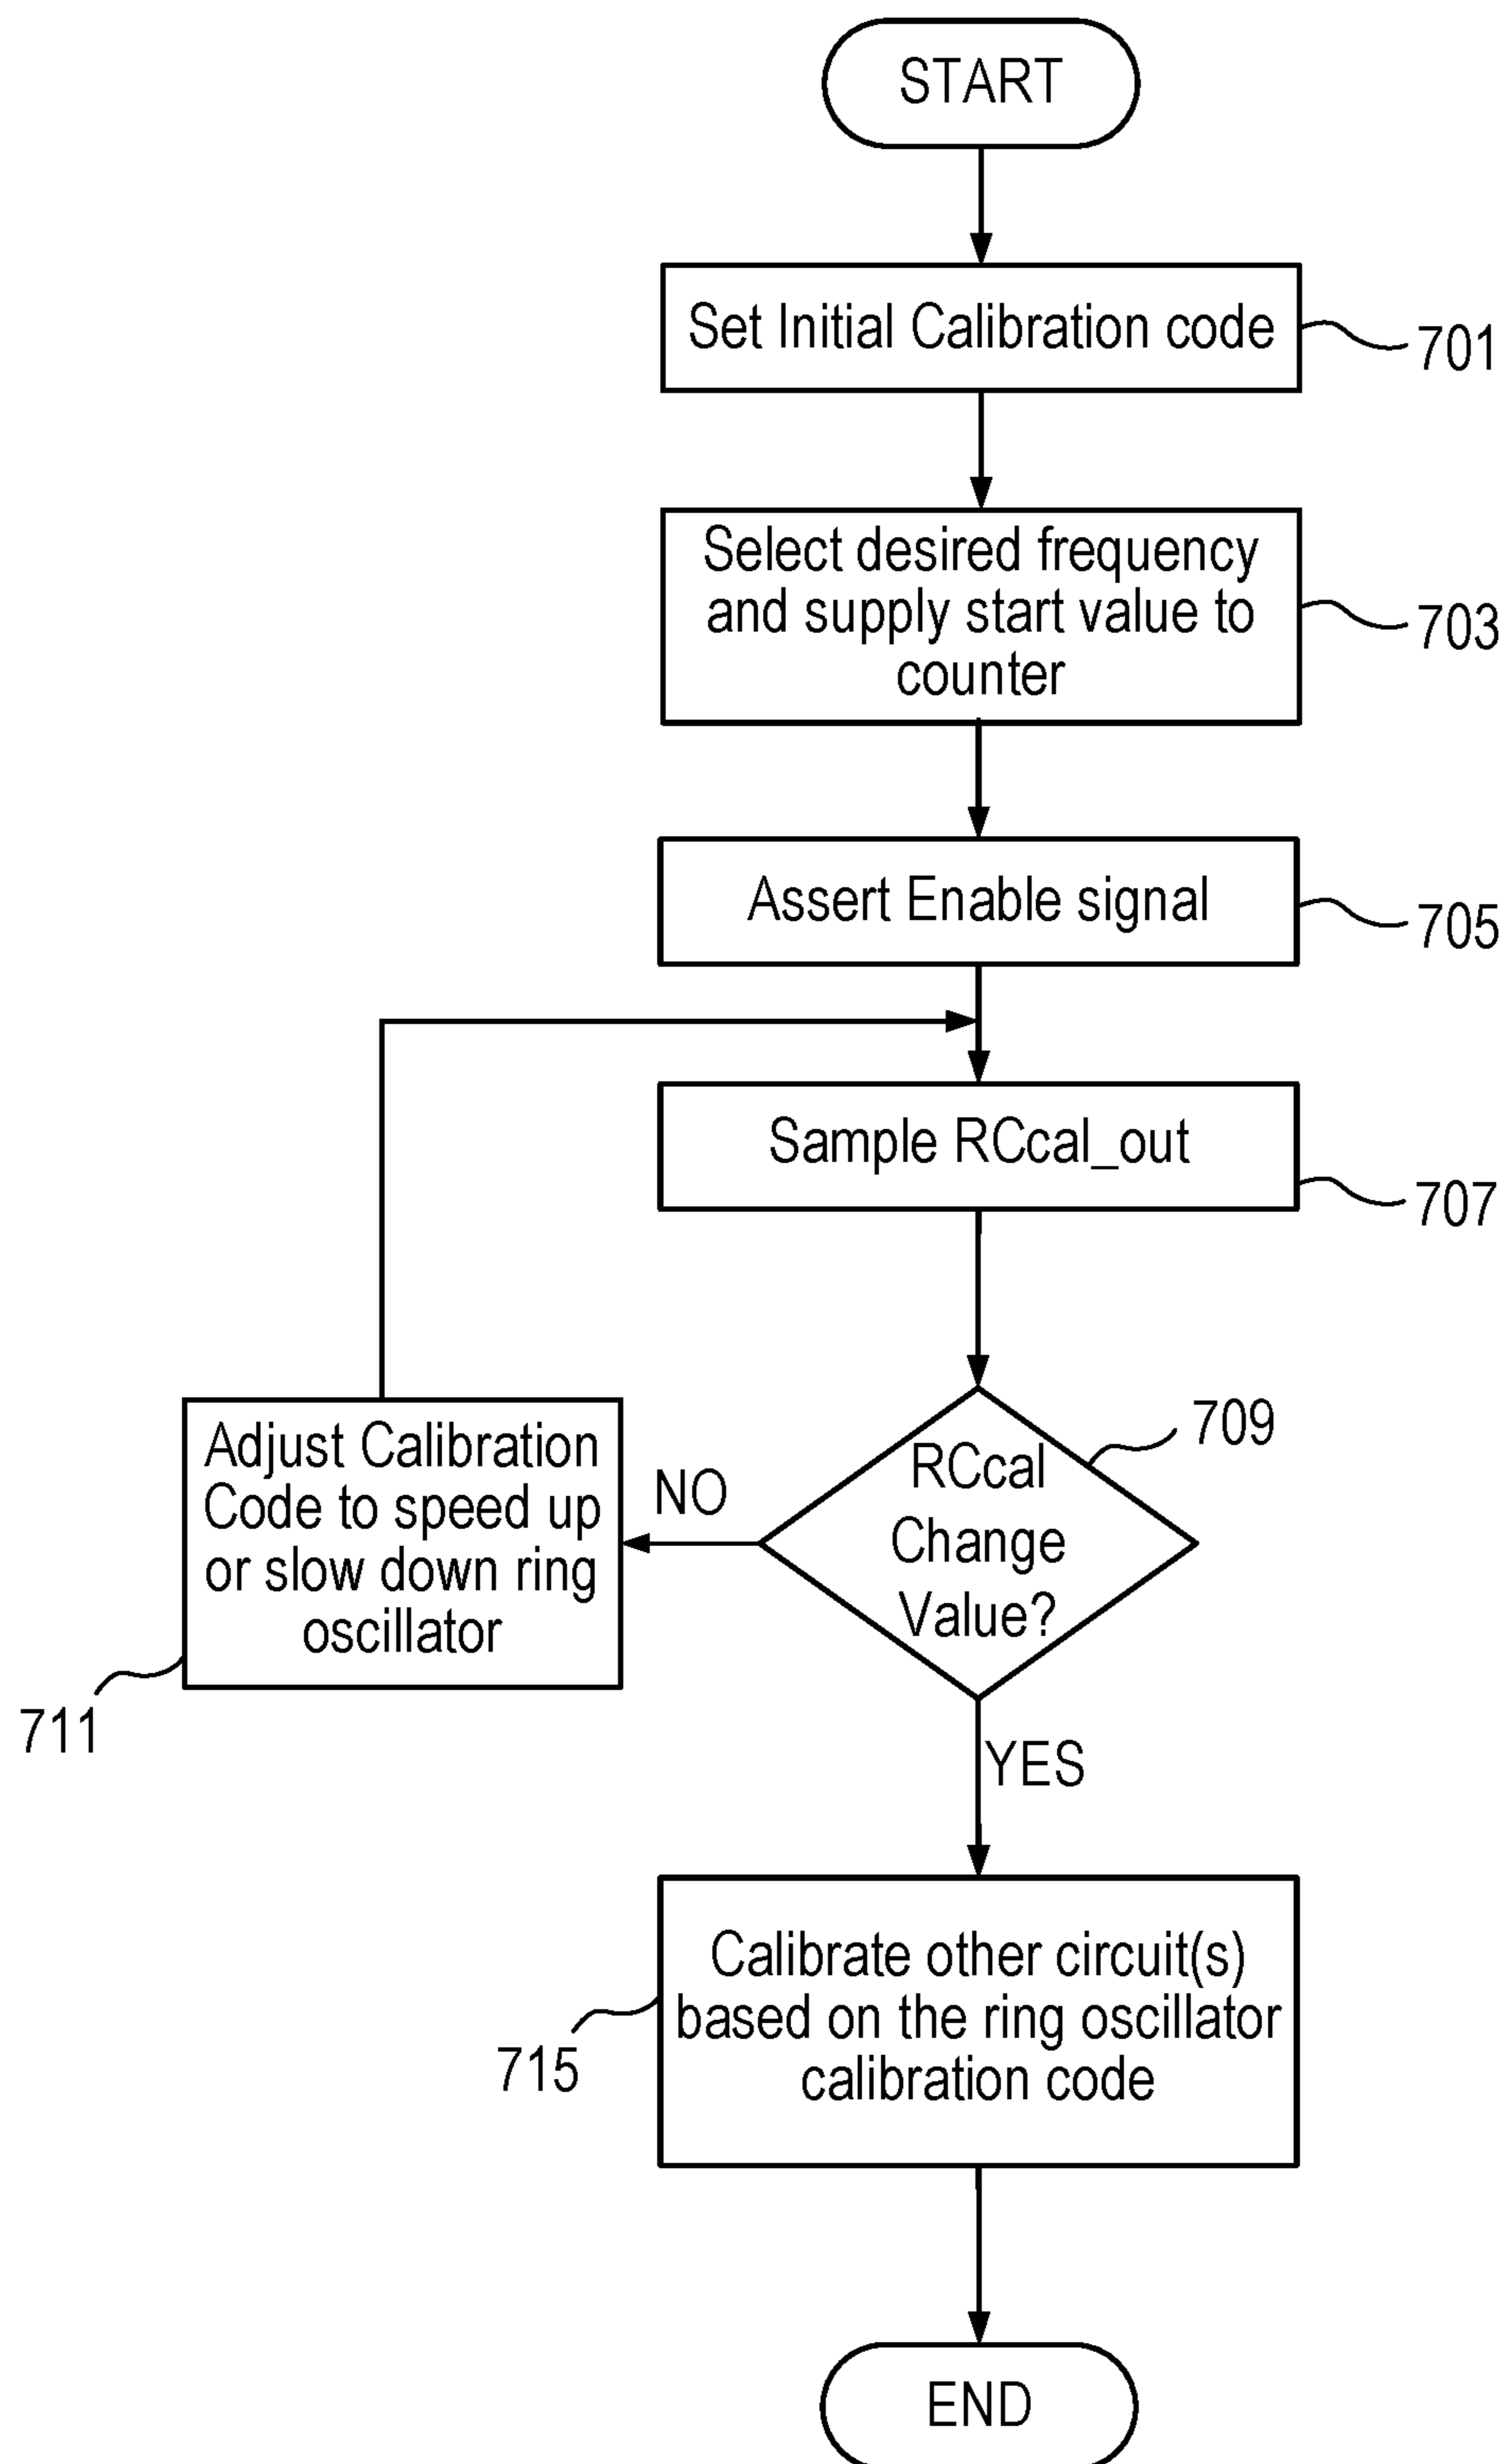 START
Set Initial Calibration code
701
Select desired frequency
and supply start value to
counter
703
Assert Enable signal
705
Sample RCcal_out
707
RCcal
Change
Value?
709
NO
Adjust Calibration
Code to speed up
or slow down ring
oscillator
711
YES
Calibrate other circuit(s)
based on the ring oscillator
calibration code
715
END